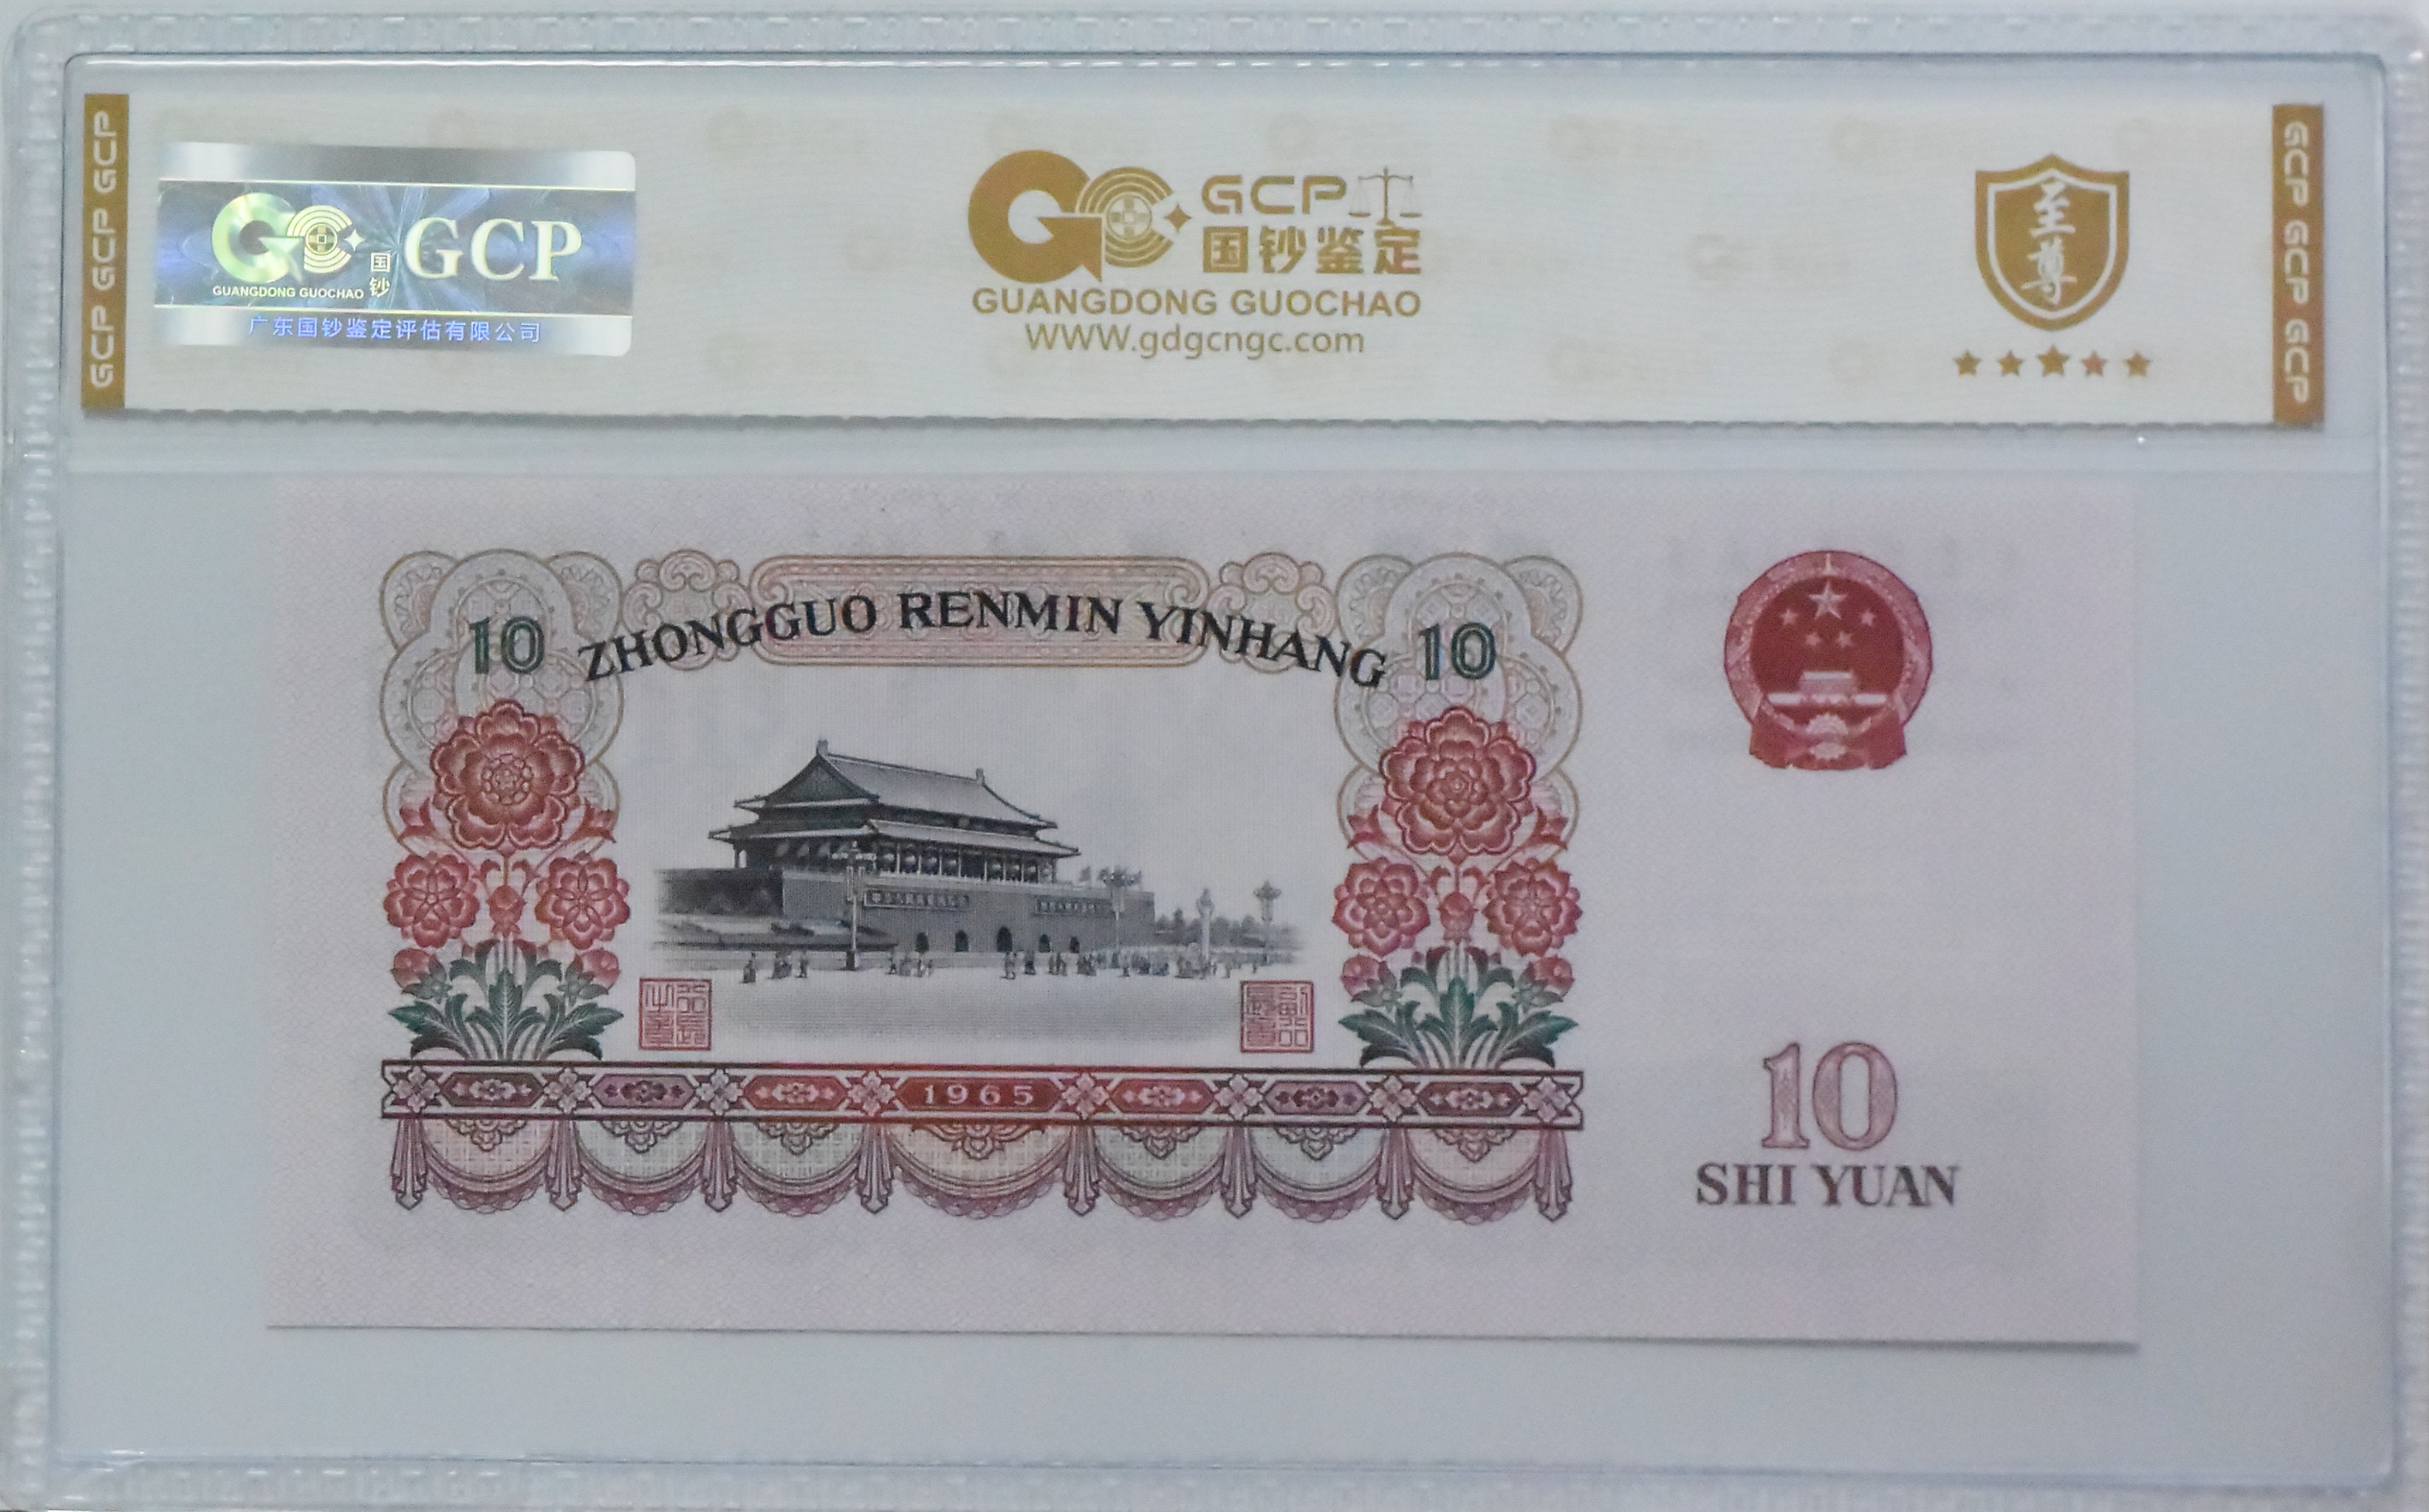 GCP GCP GCP
国钞
GCP
GUANGDONG GUOCHAO
广东国钞鉴定评估有限公司
GCP
国钞鉴定
GUANGDONG GUOCHAO
WWW.gdgcngc.com
至尊
GCP GCP GCP
10 ZHONGGUO RENMIN YINHANG 10
1965
10
SHI YUAN